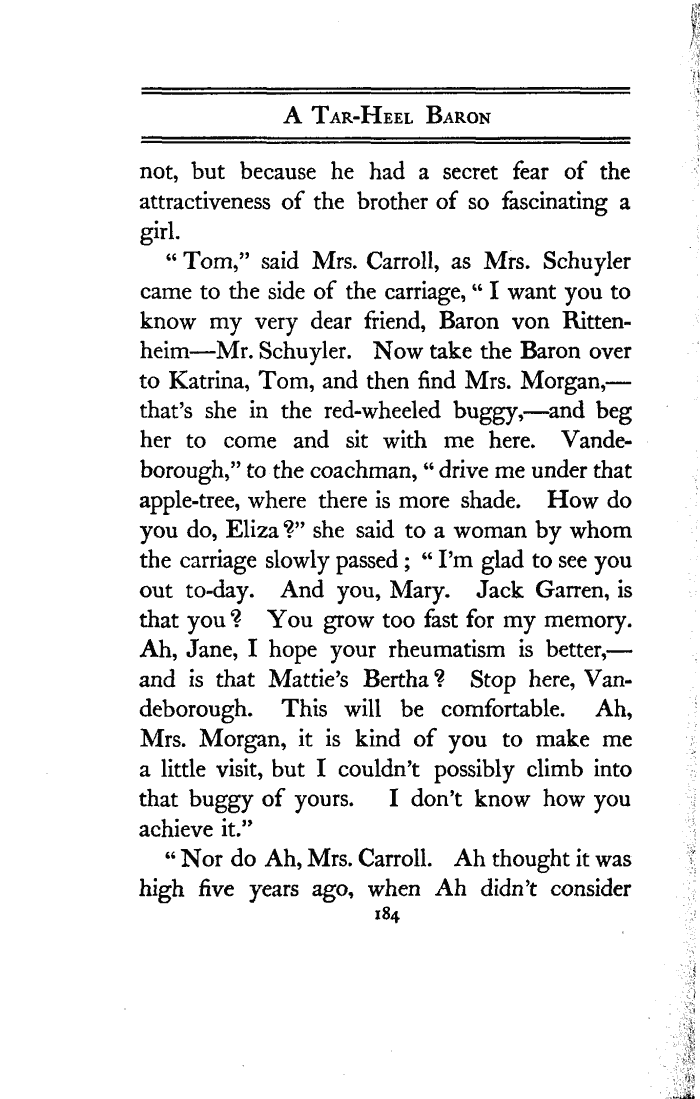 A Tar-Heel Baron
not, but because he had a secret fear of the
attractiveness of the brother of so fascinating a
girl.
“ Tom,” said Mrs. Carroll, as Mrs. Schuyler
came to the side of the carriage, “ I want you to
know my very dear friend, Baron von Ritten-
heim—Mr. Schuyler. Now take the Baron over
to Katrina, Tom, and then find Mrs. Morgan,—
that’s she in the red-wheeled buggy,—and beg
her to come and sit with me here. Vande-
borough,” to the coachman, “ drive me under that
apple-tree, where there is more shade. How do
you do, Eliza ?” she said to a woman by whom
the carriage slowly passed ; “ I’m glad to see you
out to-day. And you, Mary. Jack Garren, is
that you ? You grow too fast for my memory.
Ah, Jane, I hope your rheumatism is better,—
and is that Mattie’s Bertha ? Stop here, Van-
deborough. This will be comfortable. Ah,
Mrs. Morgan, it is kind of you to make me
a little visit, but I couldn’t possibly climb into
that buggy of yours. I don’t know how you
achieve it.”
“ Nor do Ah, Mrs. Carroll. Ah thought it was
high five years ago, when Ah didn’t consider
184